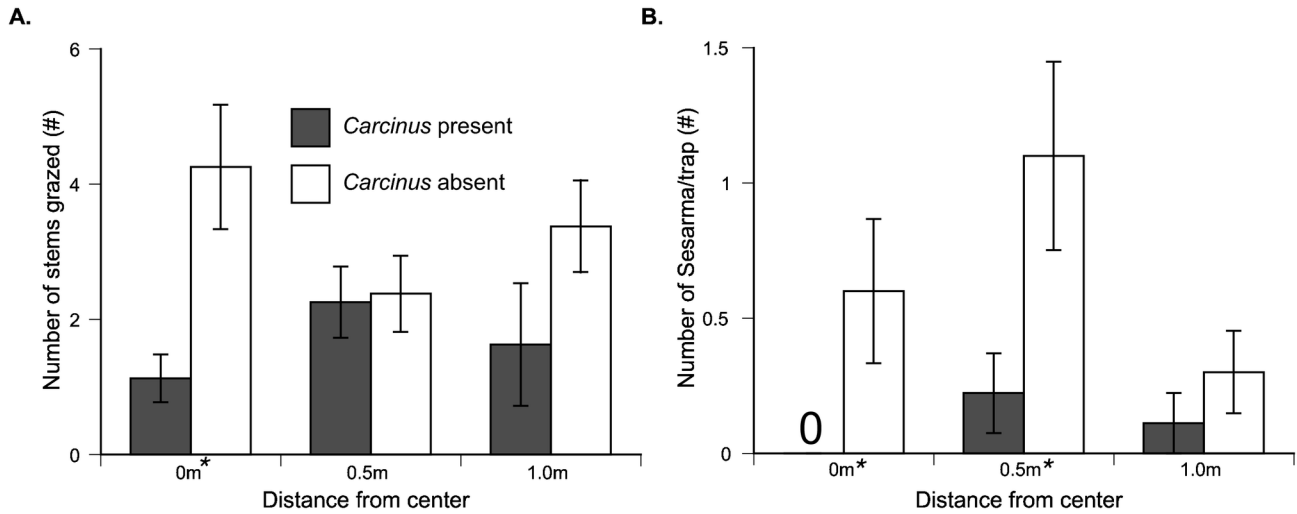 A.
6
4
2
0
Number of stems grazed (#)
Carcinus present
Carcinus absent
0m*
0.5m
1.0m
Distance from center
B.
1.5
1
0.5
0
Number of Sesarma/trap (#)
0
0m*
0.5m*
1.0m
Distance from center